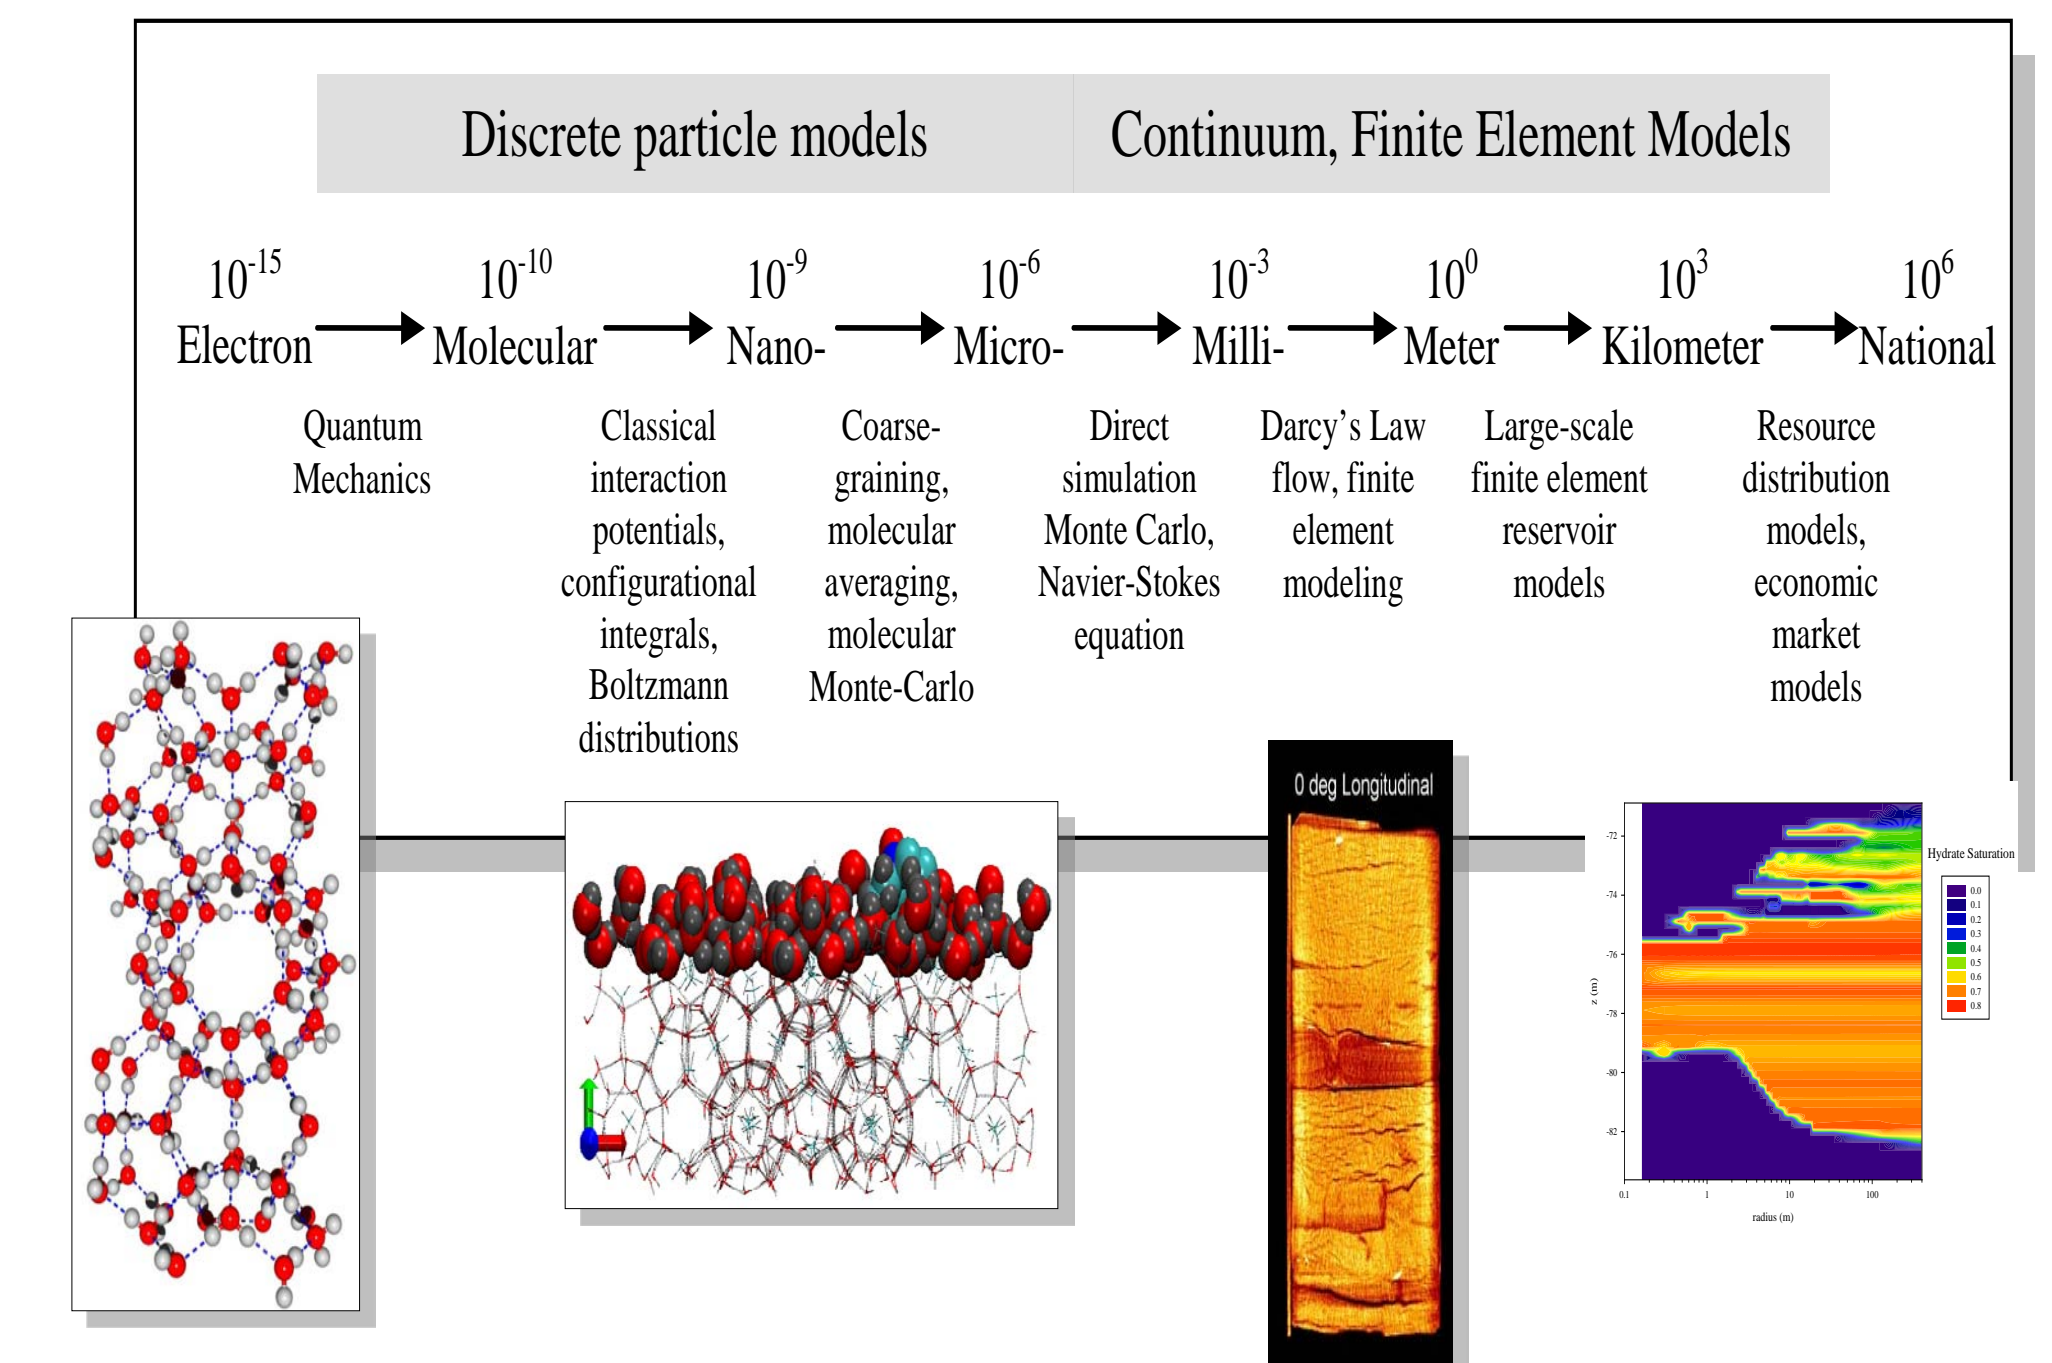 Discrete particle models
Continuum, Finite Element Models
10-15
10-10
10-9
10-6
10-3
100
103
106
Electron
Molecular
Nano-
Micro-
Milli-
Meter
Kilometer
National
Quantum
Mechanics
Classical
interaction
potentials,
configurational
integrals,
Boltzmann
distributions
Coarse-
graining,
molecular
averaging,
molecular
Monte-Carlo
Direct
simulation
Monte Carlo,
Navier-Stokes
equation
Darcy’s Law
flow, finite
element
modeling
Large-scale
finite element
reservoir
models
Resource
distribution
models,
economic
market
models
0 deg Longitudinal
-72
-74
-76
-78
-80
-82
z (m)
0.1
1
10
100
radius (m)
Hydrate Saturation
0.0
0.1
0.2
0.3
0.4
0.5
0.6
0.7
0.8